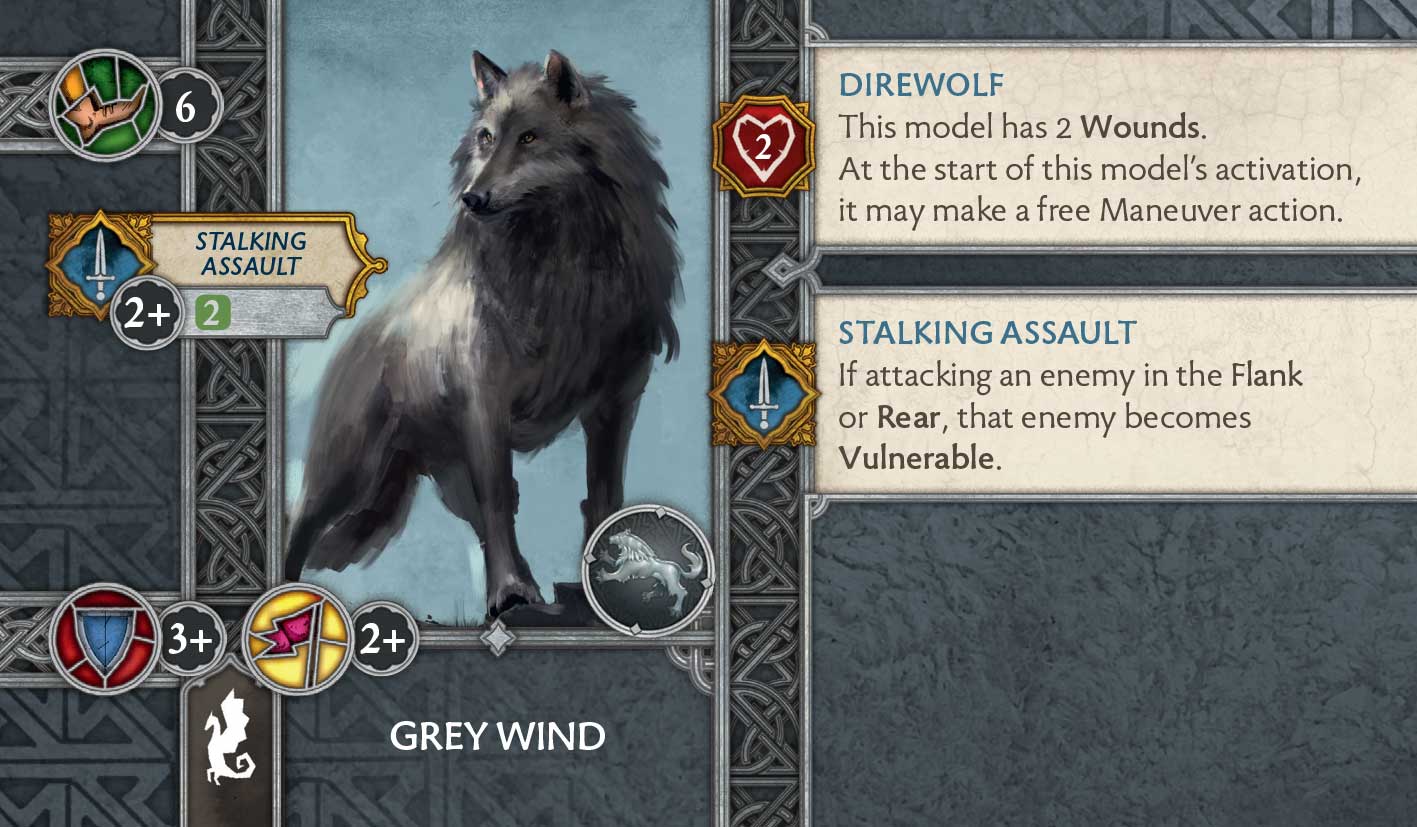 6
STALKING
ASSAULT
2+
2
3+
2+
GREY WIND
2
DIREWOLF
This model has 2 Wounds.
At the start of this model's activation,
it may make a free Maneuver action.
STALKING ASSAULT
If attacking an enemy in the Flank
or Rear, that enemy becomes
Vulnerable.